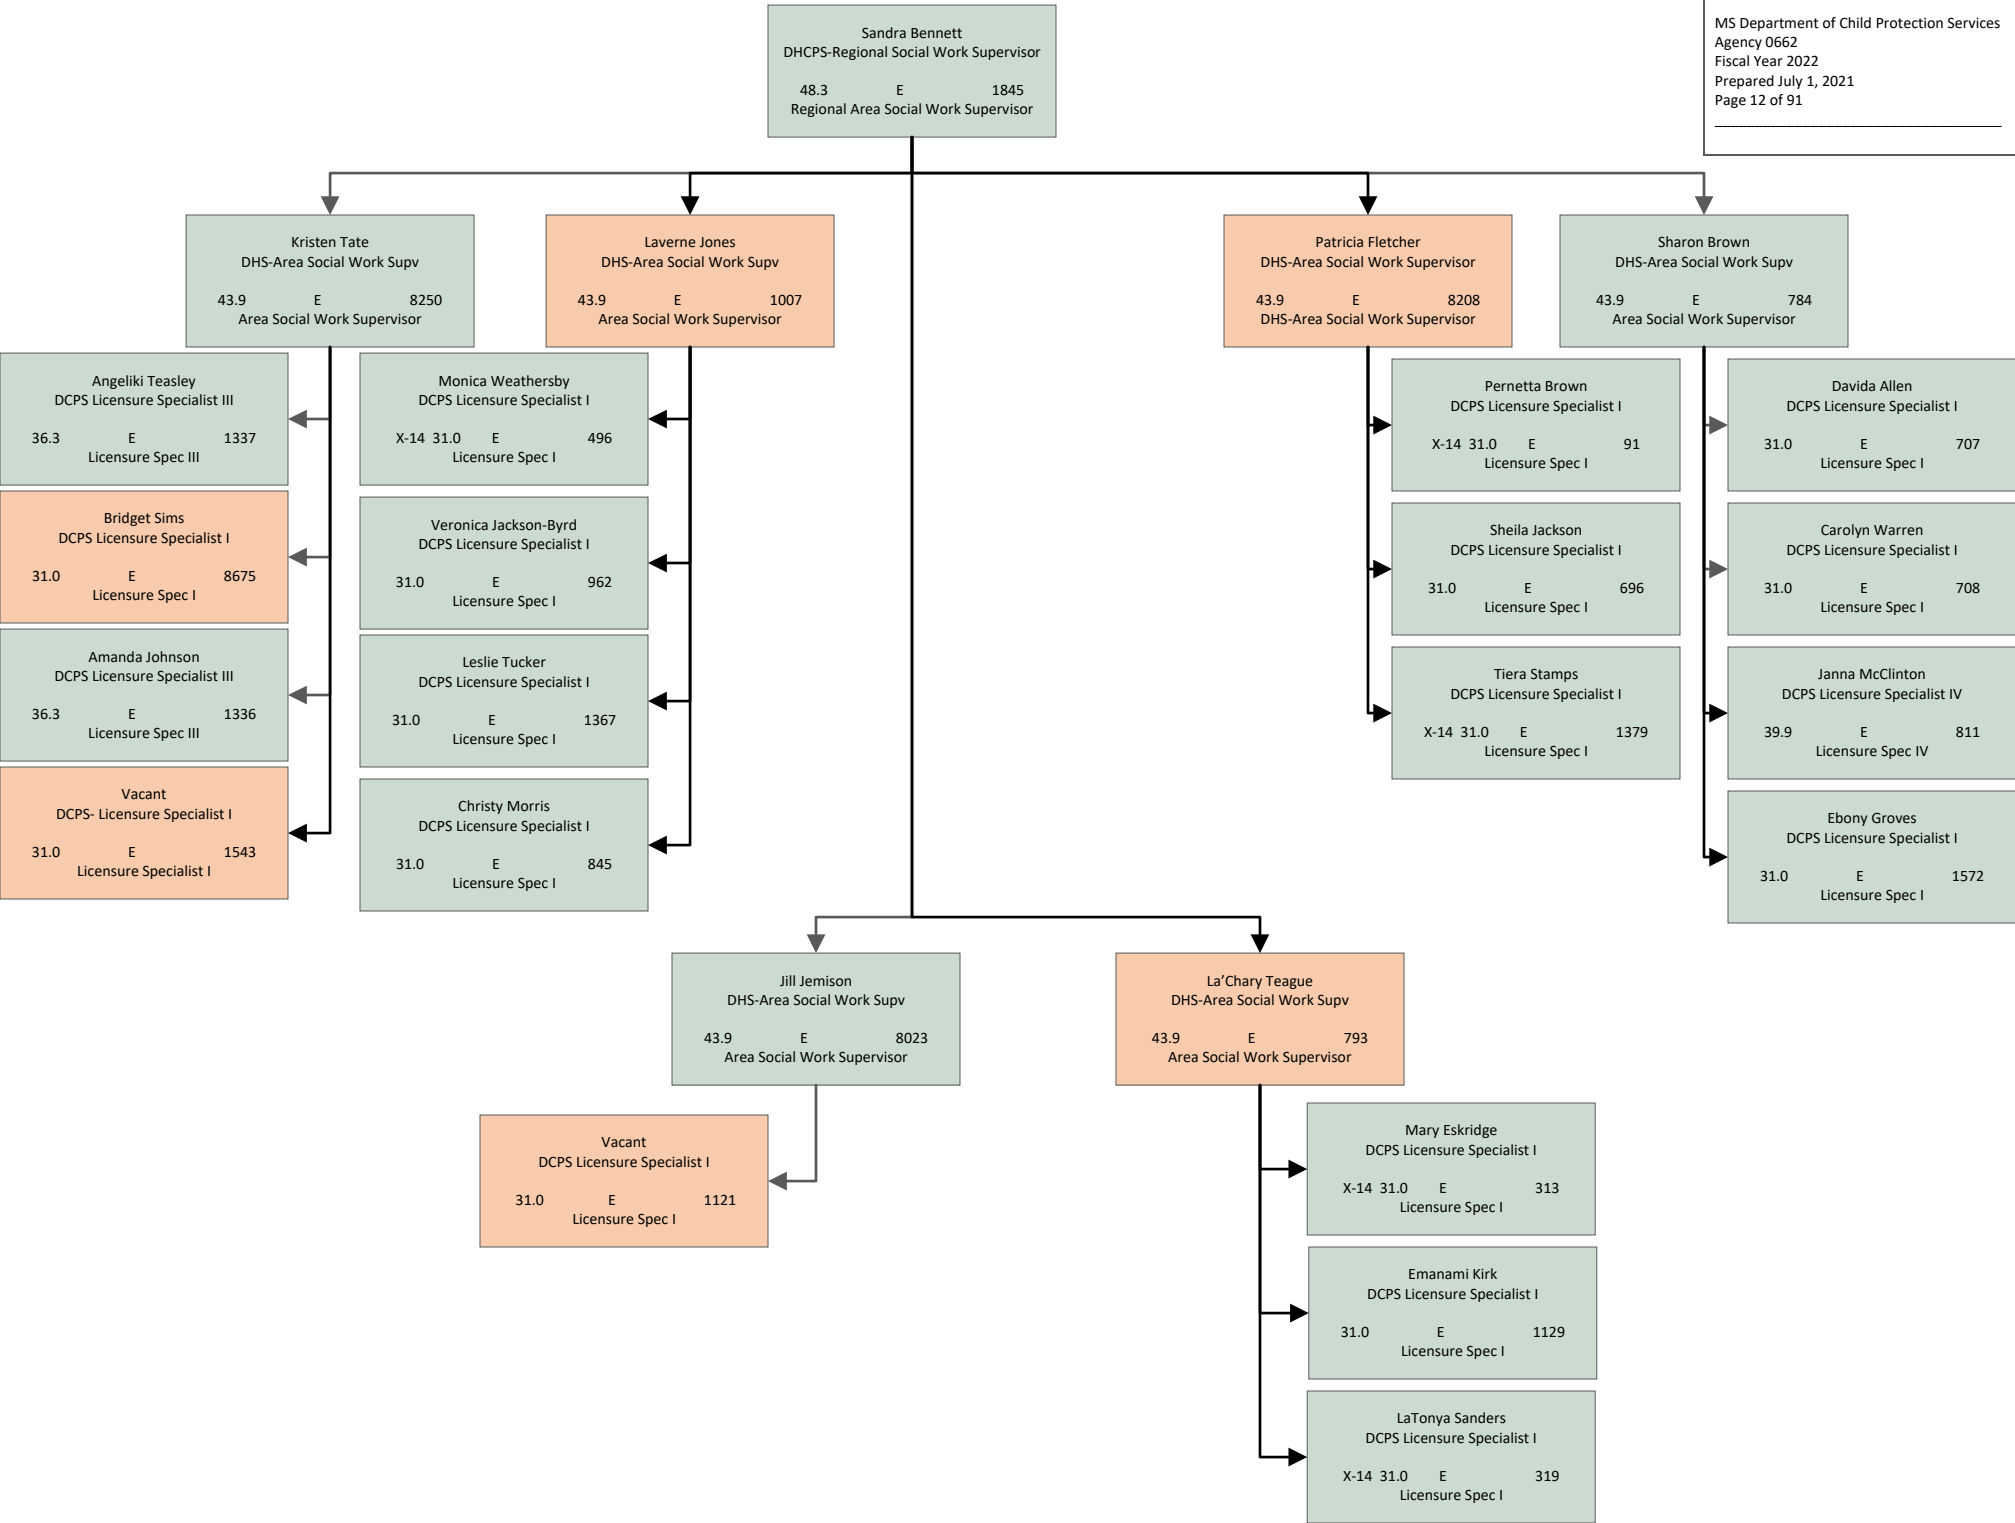 MS Department of Child Protection Services
Agency 0662
Fiscal Year 2022
Prepared July 1, 2021
Page 12 of 91
Sandra Bennett
DHCPS-Regional Social Work Supervisor
48.3 E 1845
Regional Area Social Work Supervisor
Kristen Tate
DHS-Area Social Work Supv
43.9 E 8250
Area Social Work Supervisor
Laverne Jones
DHS-Area Social Work Supv
43.9 E 1007
Area Social Work Supervisor
Patricia Fletcher
DHS-Area Social Work Supervisor
43.9 E 8208
DHS-Area Social Work Supervisor
Sharon Brown
DHS-Area Social Work Supv
43.9 E 784
Area Social Work Supervisor
Angeliki Teasley
DCPS Licensure Specialist III
36.3 E 1337
Licensure Spec III
Bridget Sims
DCPS Licensure Specialist I
31.0 E 8675
Licensure Spec I
Amanda Johnson
DCPS Licensure Specialist III
36.3 E 1336
Licensure Spec III
Vacant
DCPS- Licensure Specialist I
31.0 E 1543
Licensure Specialist I
Monica Weathersby
DCPS Licensure Specialist I
X-14 31.0 E 496
Licensure Spec I
Veronica Jackson-Byrd
DCPS Licensure Specialist I
31.0 E 962
Licensure Spec I
Leslie Tucker
DCPS Licensure Specialist I
31.0 E 1367
Licensure Spec I
Christy Morris
DCPS Licensure Specialist I
31.0 E 845
Licensure Spec I
Pernetta Brown
DCPS Licensure Specialist I
X-14 31.0 E 91
Licensure Spec I
Sheila Jackson
DCPS Licensure Specialist I
31.0 E 696
Licensure Spec I
Tiera Stamps
DCPS Licensure Specialist I
X-14 31.0 E 1379
Licensure Spec I
Davida Allen
DCPS Licensure Specialist I
31.0 E 707
Licensure Spec I
Carolyn Warren
DCPS Licensure Specialist I
31.0 E 708
Licensure Spec I
Janna McClinton
DCPS Licensure Specialist IV
39.9 E 811
Licensure Spec IV
Ebony Groves
DCPS Licensure Specialist I
31.0 E 1572
Licensure Spec I
Jill Jemison
DHS-Area Social Work Supv
43.9 E 8023
Area Social Work Supervisor
Vacant
DCPS Licensure Specialist I
31.0 E 1121
Licensure Spec I
La’Chary Teague
DHS-Area Social Work Supv
43.9 E 793
Area Social Work Supervisor
Mary Eskridge
DCPS Licensure Specialist I
X-14 31.0 E 313
Licensure Spec I
Emanami Kirk
DCPS Licensure Specialist I
31.0 E 1129
Licensure Spec I
LaTonya Sanders
DCPS Licensure Specialist I
X-14 31.0 E 319
Licensure Spec I